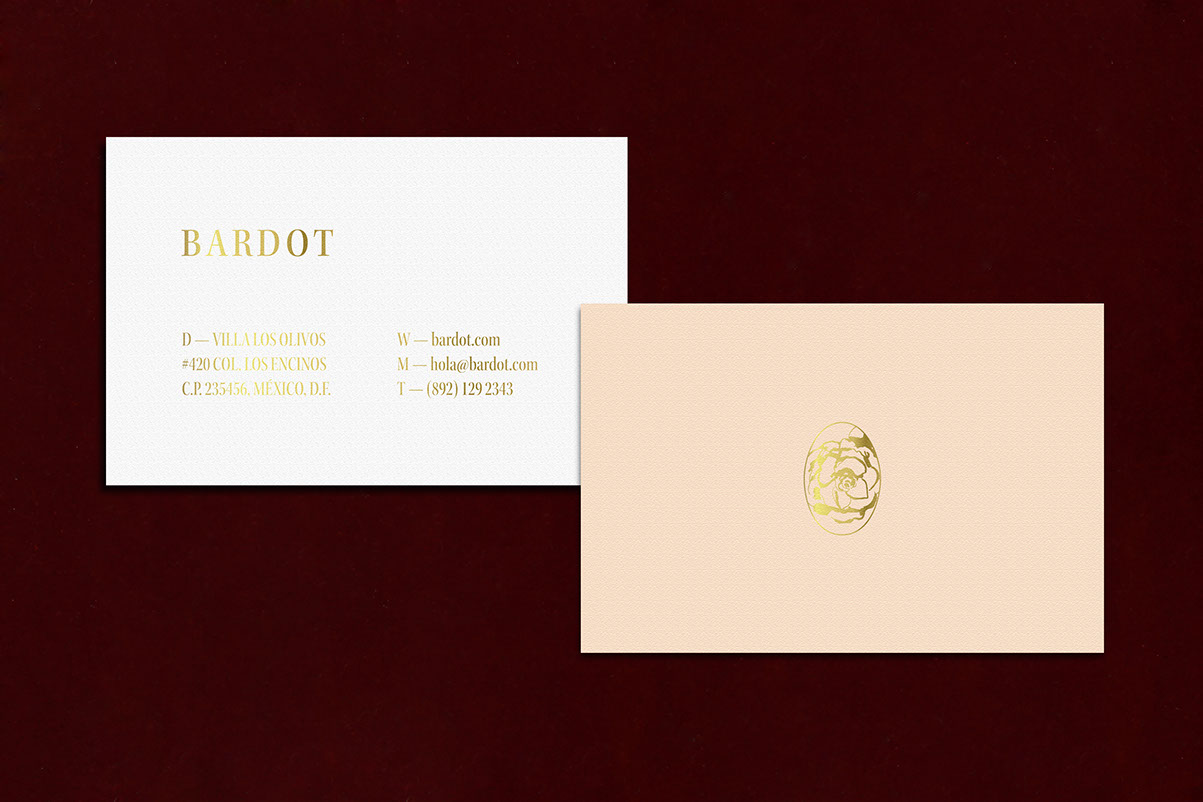 BARDOT
D — VILLA LOS OLIVOS
#420 COL. LOS ENCINOS
C.P. 235456. MÉXICO. D.F.
W — bardot.com
M — hola@bardot.com
T — (892) 129 2343